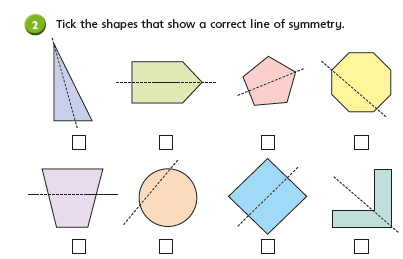 2 Tick the shapes that show a correct line of symmetry.